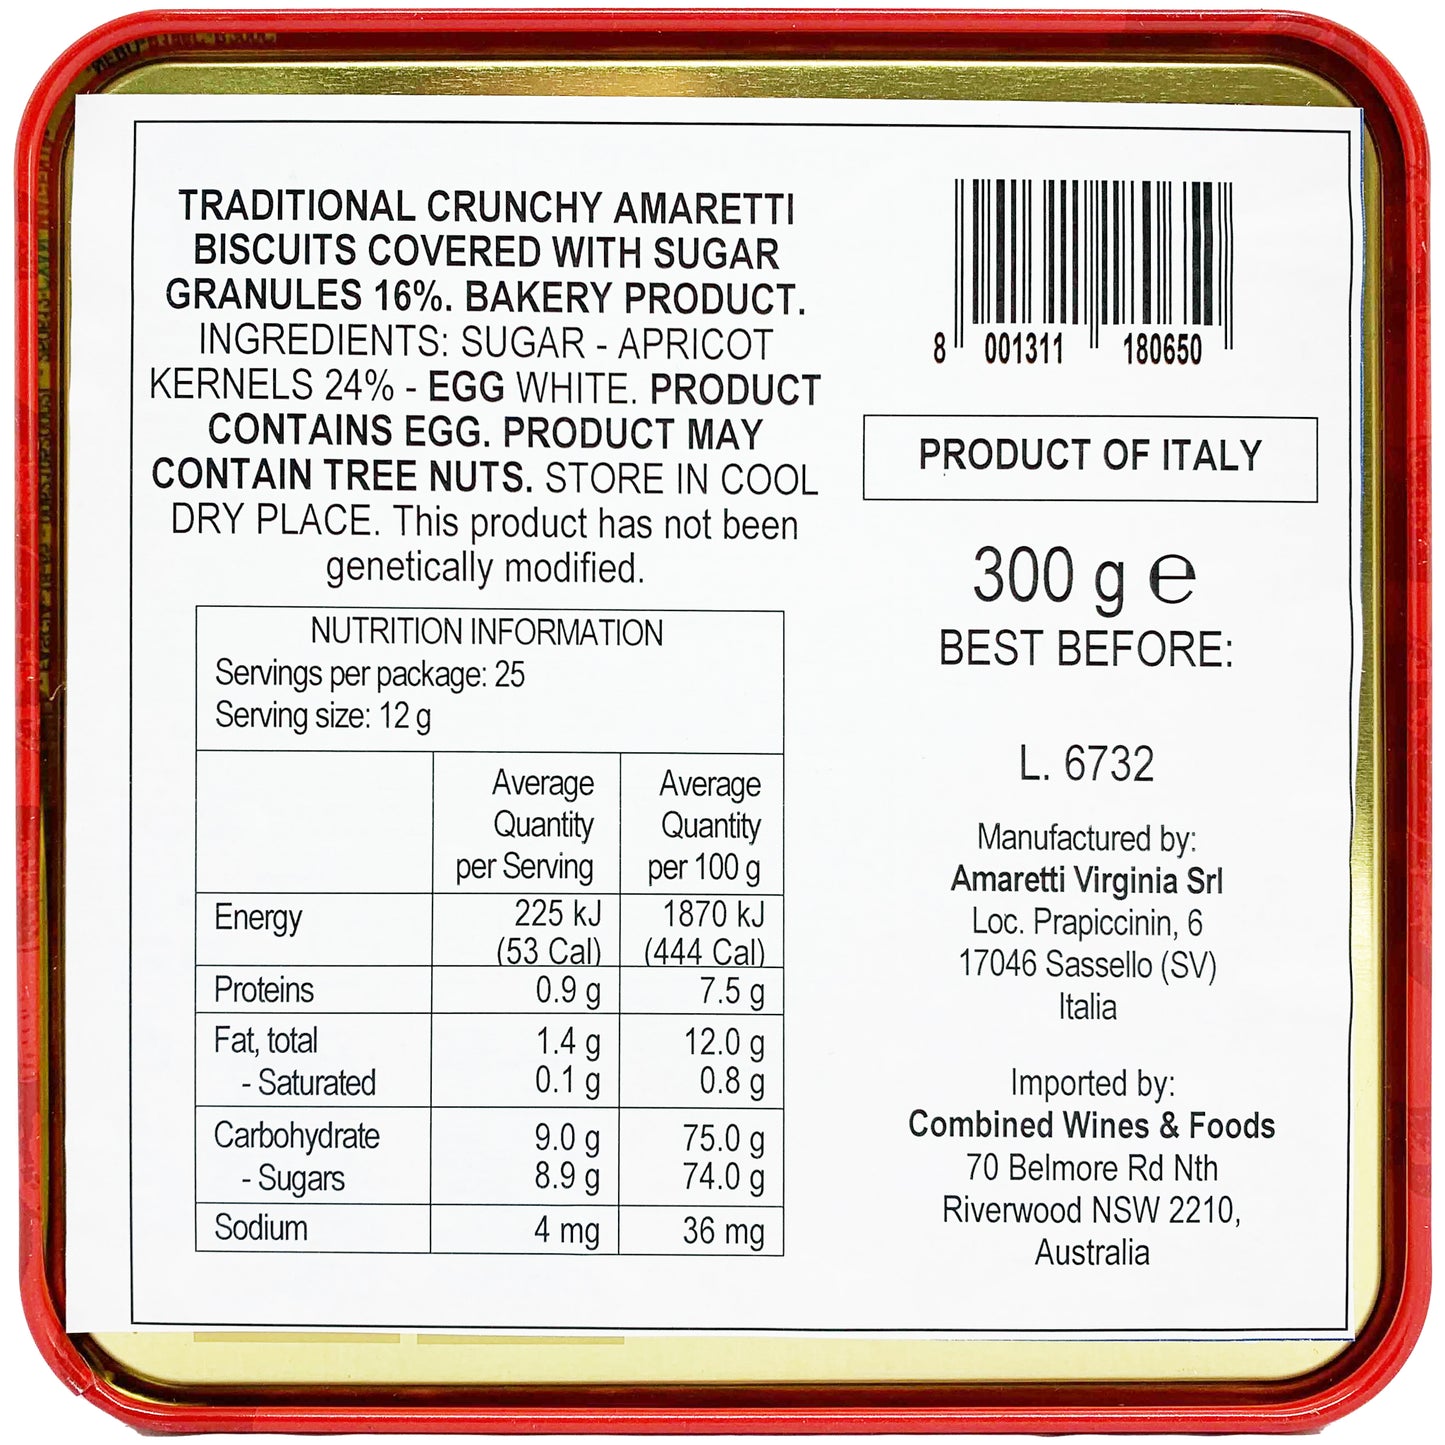 TRADITIONAL CRUNCHY AMARETTI
BISCUITS COVERED WITH SUGAR
GRANULES 16%. BAKERY PRODUCT.
INGREDIENTS: SUGAR - APRICOT
KERNELS 24% - EGG WHITE. PRODUCT
CONTAINS EGG. PRODUCT MAY
CONTAIN TREE NUTS. STORE IN COOL
DRY PLACE. This product has not been
genetically modified.
NUTRITION INFORMATION
Servings per package: 25
Serving size: 12 g
Average Quantity per Serving
Average Quantity per 100 g
Energy 225 kJ (53 Cal) 1870 kJ (444 Cal)
Proteins 0.9 g 7.5 g
Fat, total 1.4 g 12.0 g
- Saturated 0.1 g 0.8 g
Carbohydrate 9.0 g 75.0 g
- Sugars 8.9 g 74.0 g
Sodium 4 mg 36 mg
8 001311 180650
PRODUCT OF ITALY
300 g e
BEST BEFORE:
L. 6732
Manufactured by:
Amaretti Virginia Srl
Loc. Prapiccinin, 6
17046 Sassello (SV)
Italia
Imported by:
Combined Wines & Foods
70 Belmore Rd Nth
Riverwood NSW 2210,
Australia